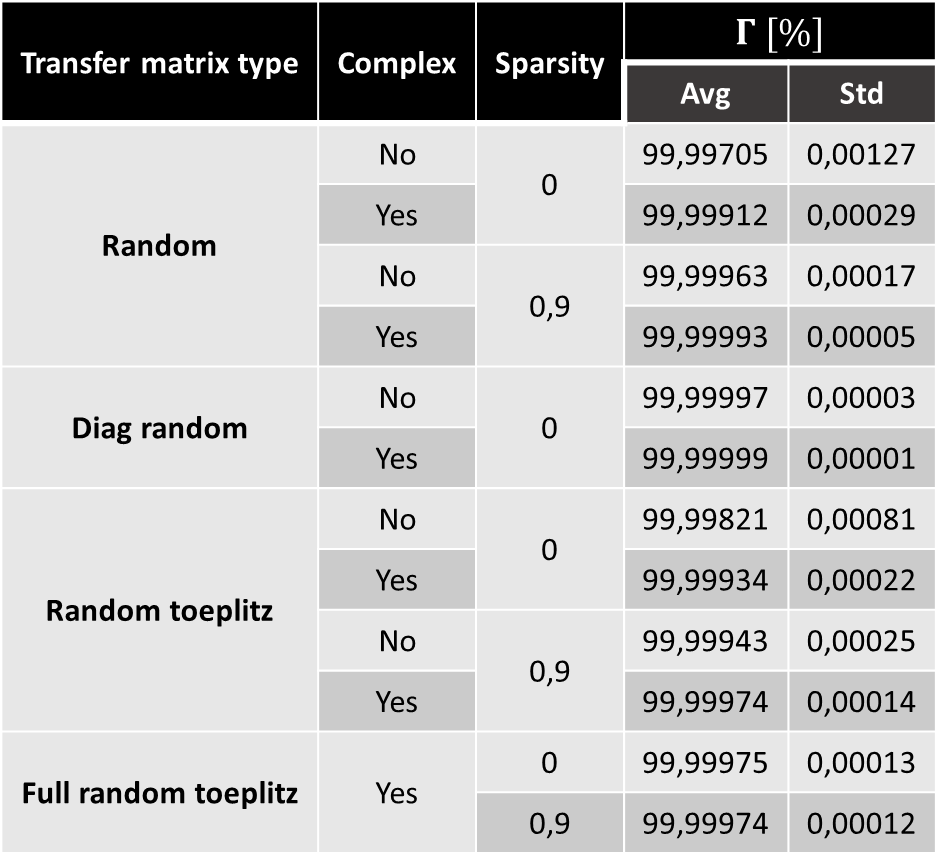 Transfer matrix type Complex Sparsity Γ [%]
Avg Std
Random No 0 99,99705 0,00127
Yes 99,99912 0,00029
No 0,9 99,99963 0,00017
Yes 99,99993 0,00005
Diag random No 0 99,99997 0,00003
Yes 99,99999 0,00001
Random toeplitz No 0 99,99821 0,00081
Yes 99,99934 0,00022
No 0,9 99,99943 0,00025
Yes 99,99974 0,00014
Full random toeplitz Yes 0 99,99975 0,00013
0,9 99,99974 0,00012